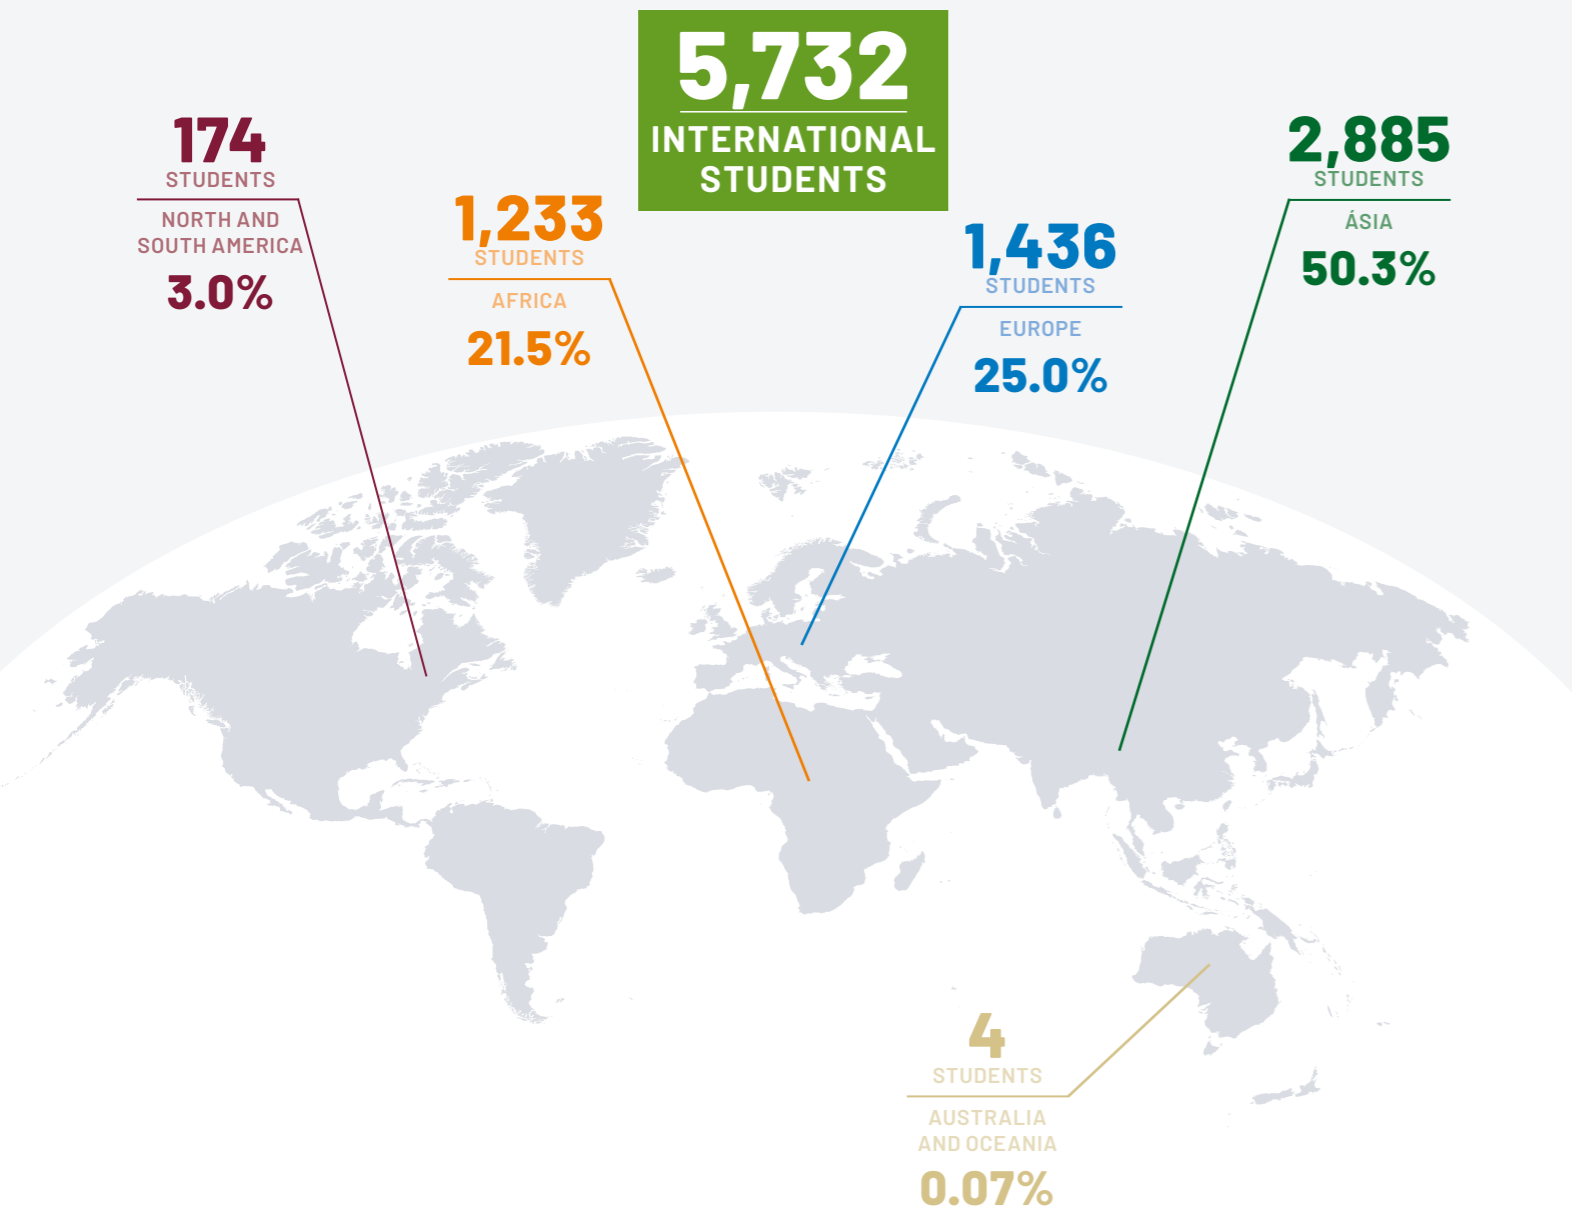 5,732
INTERNATIONAL
STUDENTS
174
STUDENTS
NORTH AND
SOUTH AMERICA
3.0%
1,233
STUDENTS
AFRICA
21.5%
1,436
STUDENTS
EUROPE
25.0%
2,885
STUDENTS
ÁSIA
50.3%
4
STUDENTS
AUSTRALIA
AND OCEANIA
0.07%